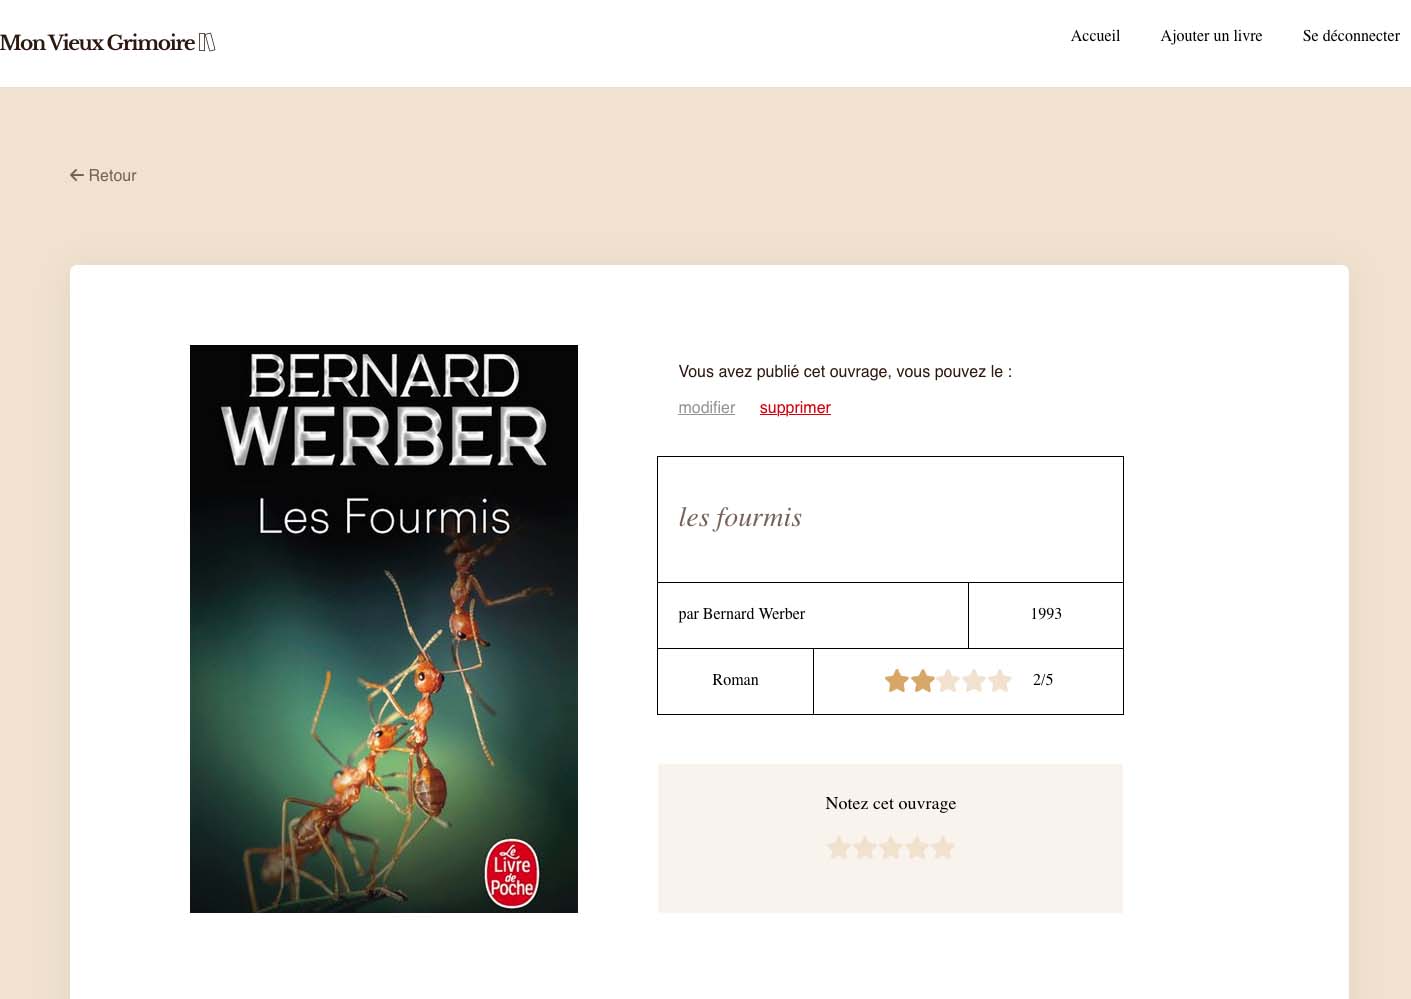 Mon Vieux Grimoire
Accueil Ajouter un livre Se déconnecter
Retour
BERNARD
WERBER
Les Fourmis
Le
Livre
de
Poche
Vous avez publié cet ouvrage, vous pouvez le :
modifier supprimer
les fourmis
par Bernard Werber 1993
Roman 2/5
Notez cet ouvrage